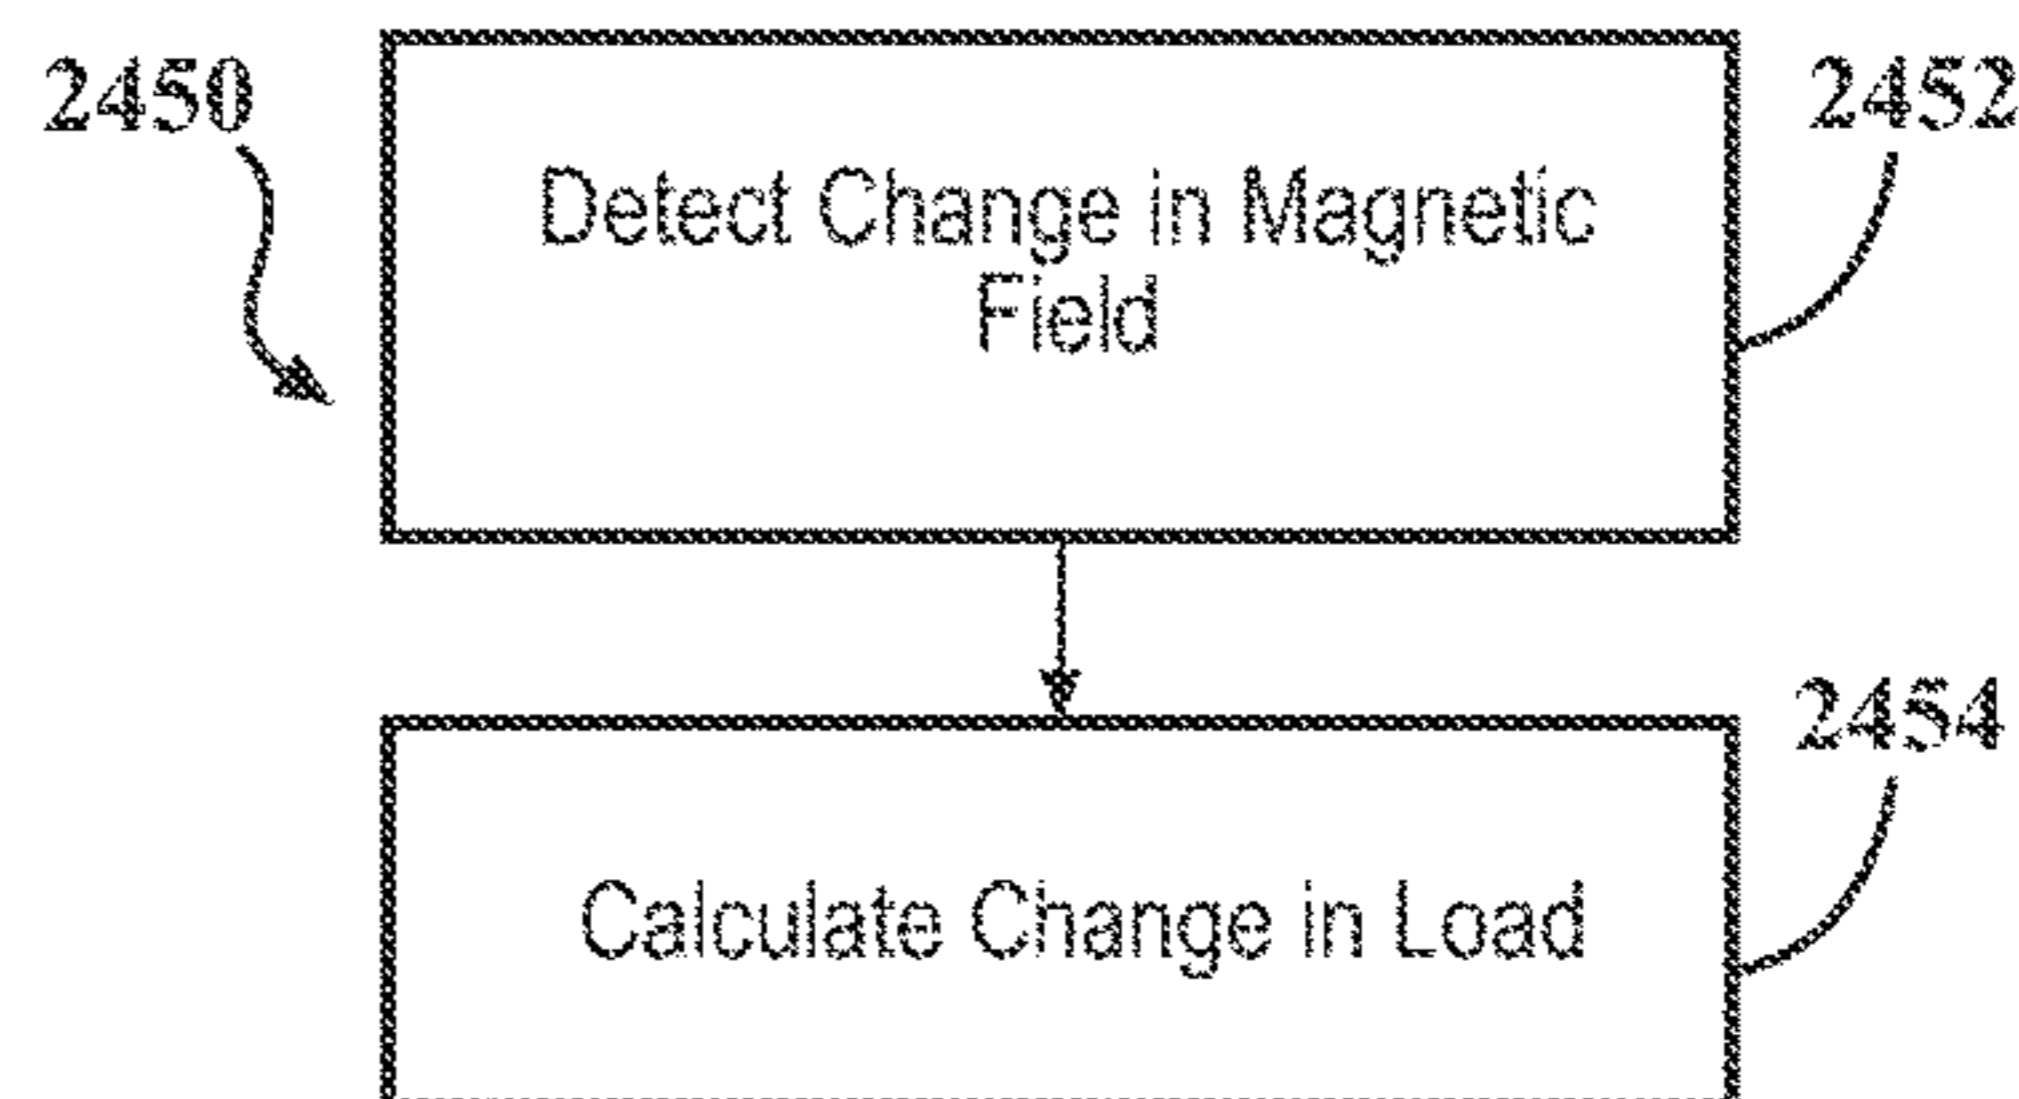 2450
2452
Detect Change in Magnetic
Field
2454
Calculate Change in Load